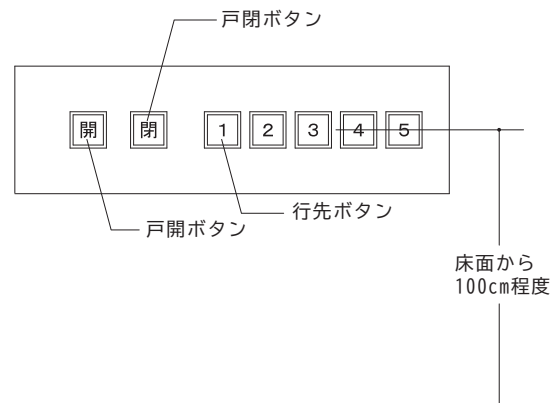 戸閉ボタン
開 閉 1 2 3 4 5
行先ボタン
戸開ボタン
床面から
100cm程度